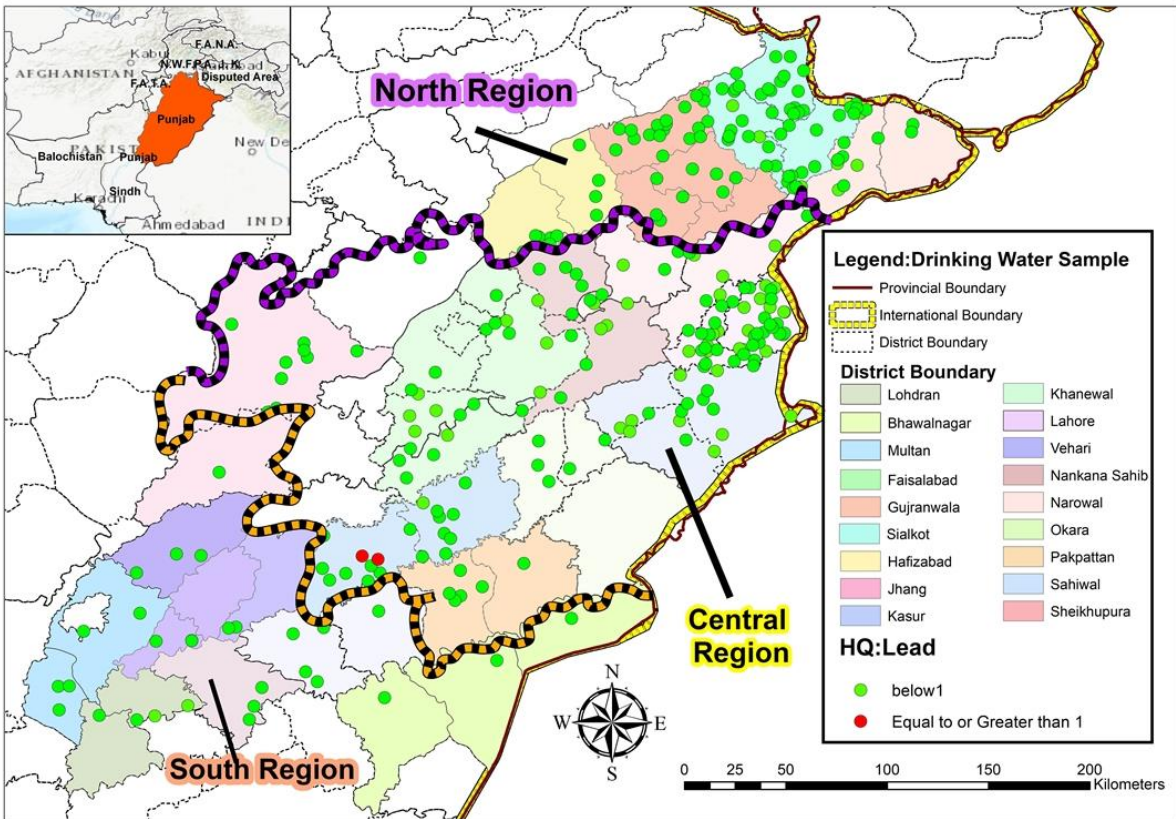 F.A.N.A.
Kabul
N.W.F.P.A.J.K.
AFGHANISTAN
Disputed Area
F.A.T.A.
Punjab
PAKIST
Punjab
New De
Balochistan
Sindh
Karachi
Ahmedabad
INDI
North Region
Central
Region
South Region
N
W
E
S
Legend:Drinking Water Sample
Provincial Boundary
International Boundary
District Boundary
District Boundary
Lohdran
Bhawalnagar
Multan
Faisalabad
Gujranwala
Sialkot
Hafizabad
Jhang
Kasur
Khanewal
Lahore
Vehari
Nankana Sahib
Narowal
Okara
Pakpattan
Sahiwal
Sheikhupura
HQ:Lead
below1
Equal to or Greater than 1
0 25 50 100 150 200
Kilometers